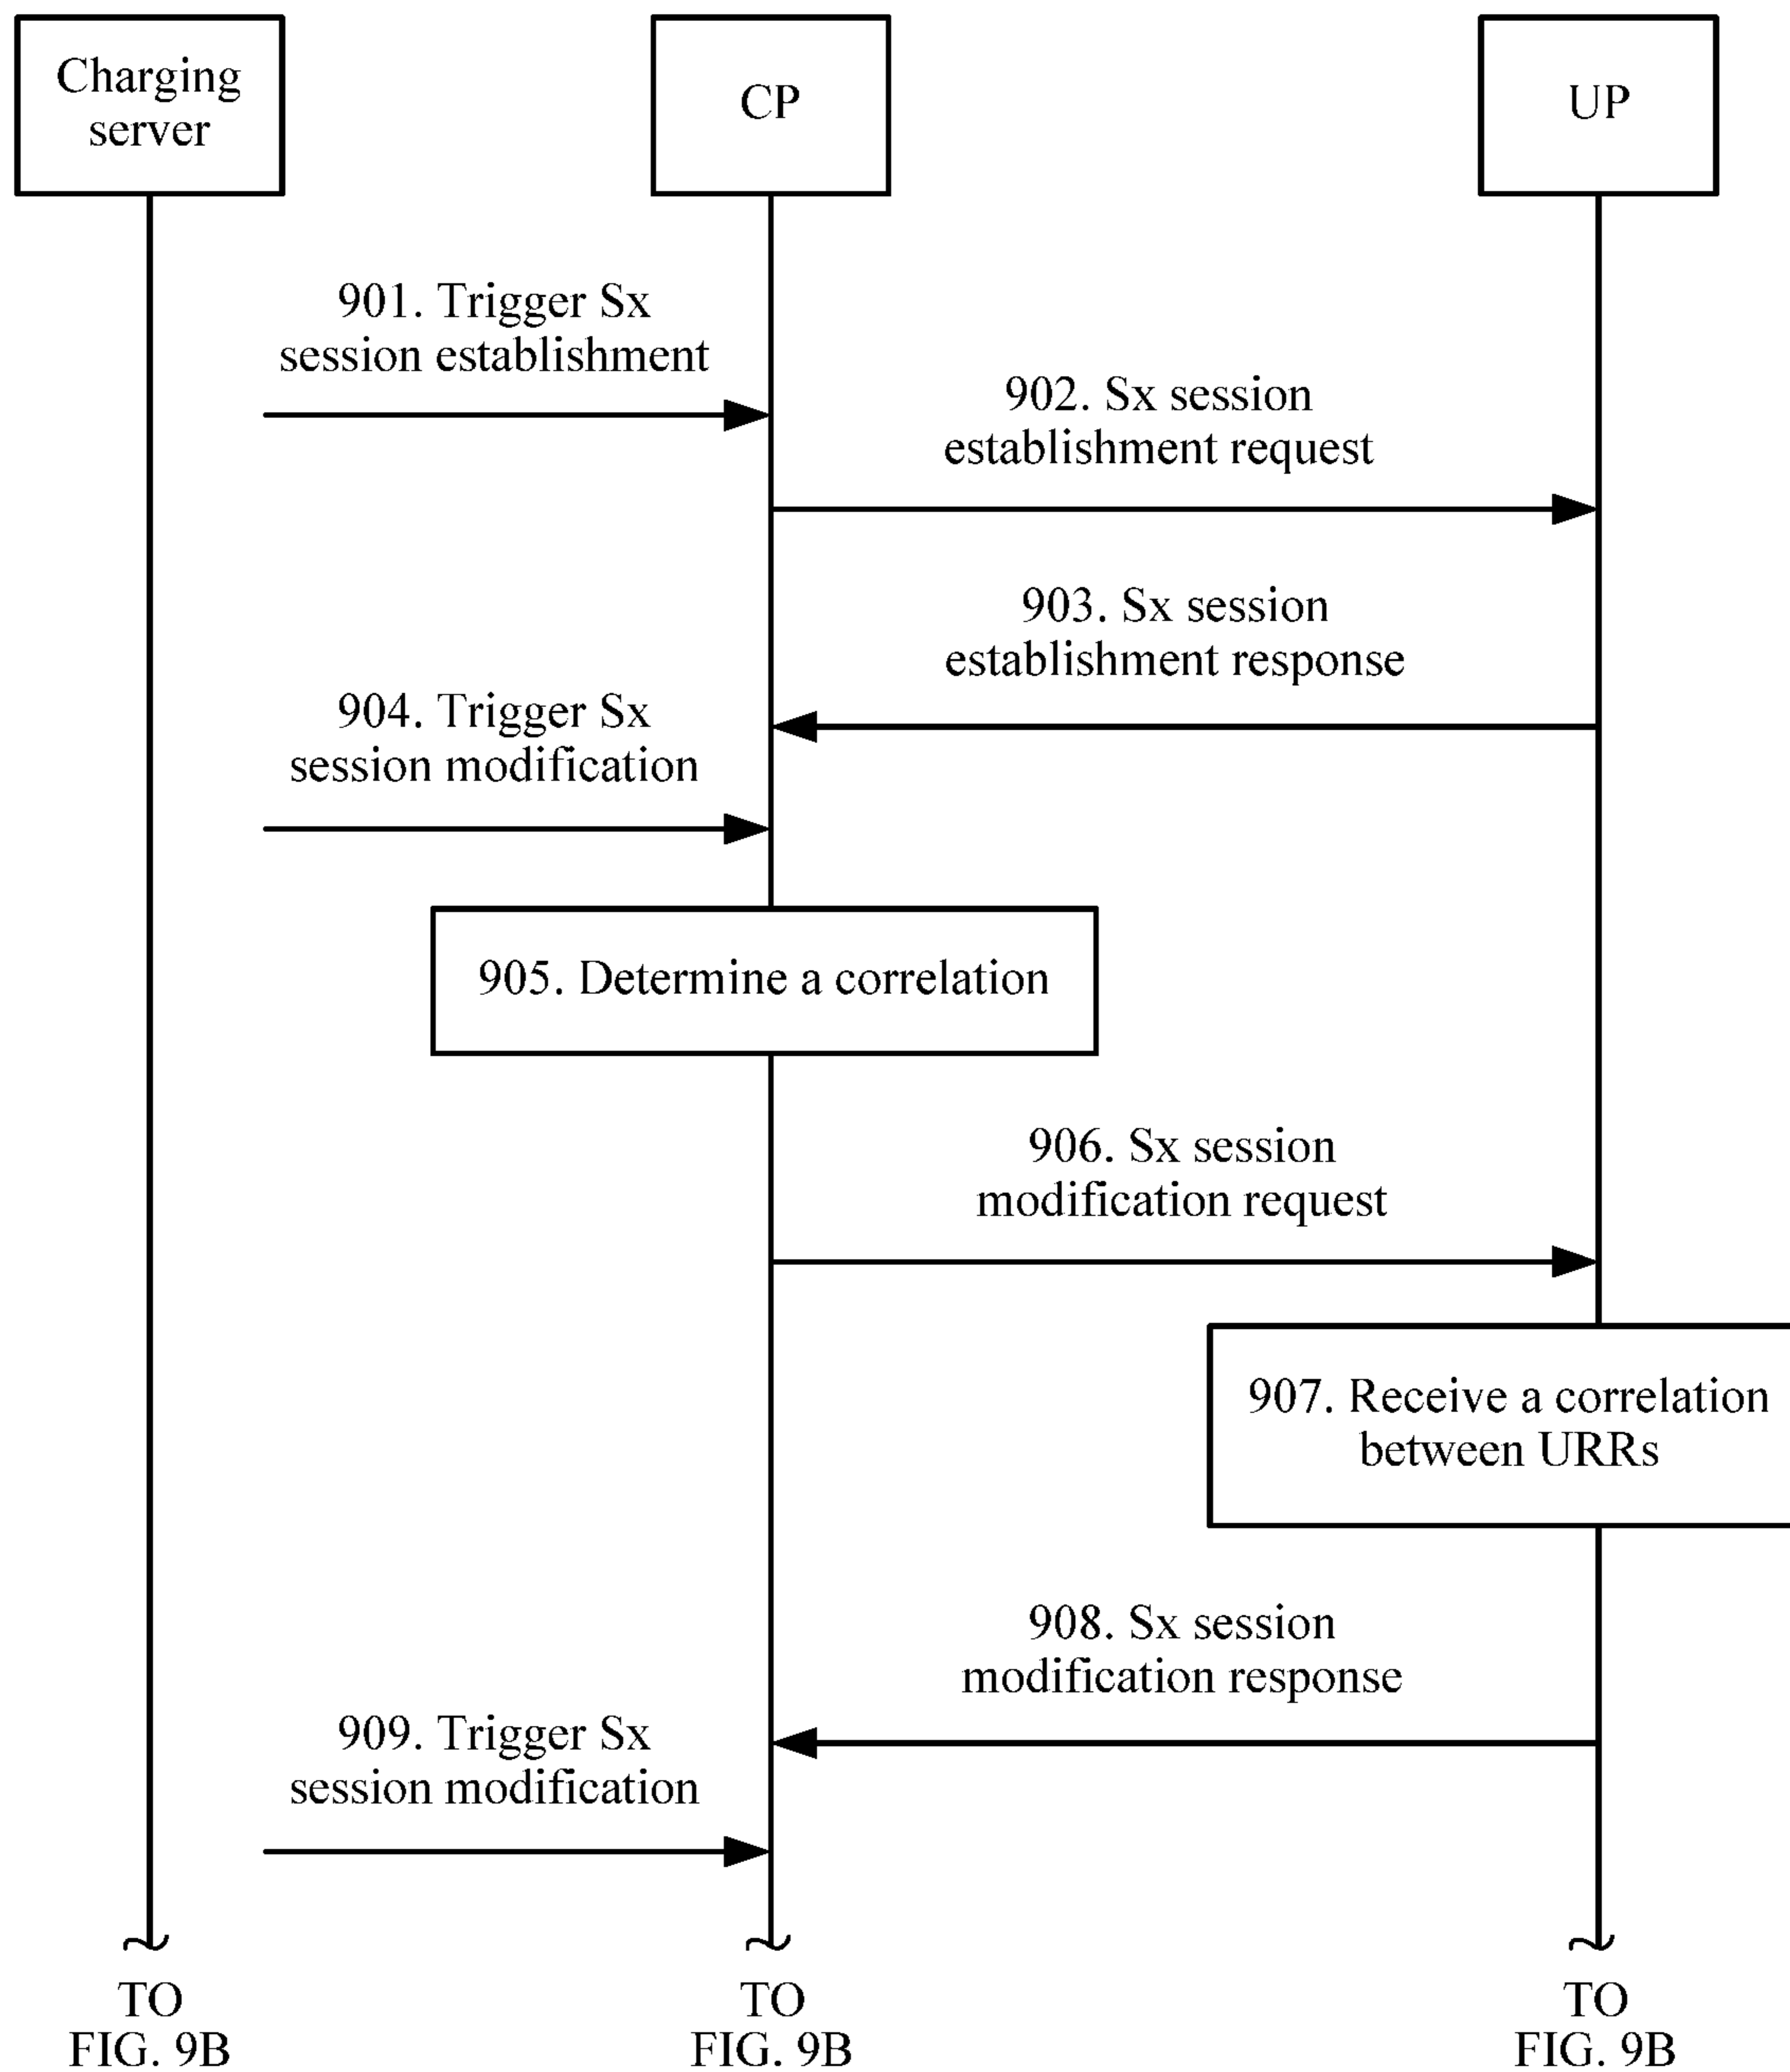 Charging
server
CP
UP
901. Trigger Sx
session establishment
902. Sx session
establishment request
903. Sx session
establishment response
904. Trigger Sx
session modification
905. Determine a correlation
906. Sx session
modification request
907. Receive a correlation
between URRs
908. Sx session
modification response
909. Trigger Sx
session modification
TO
FIG. 9B
TO
FIG. 9B
TO
FIG. 9B